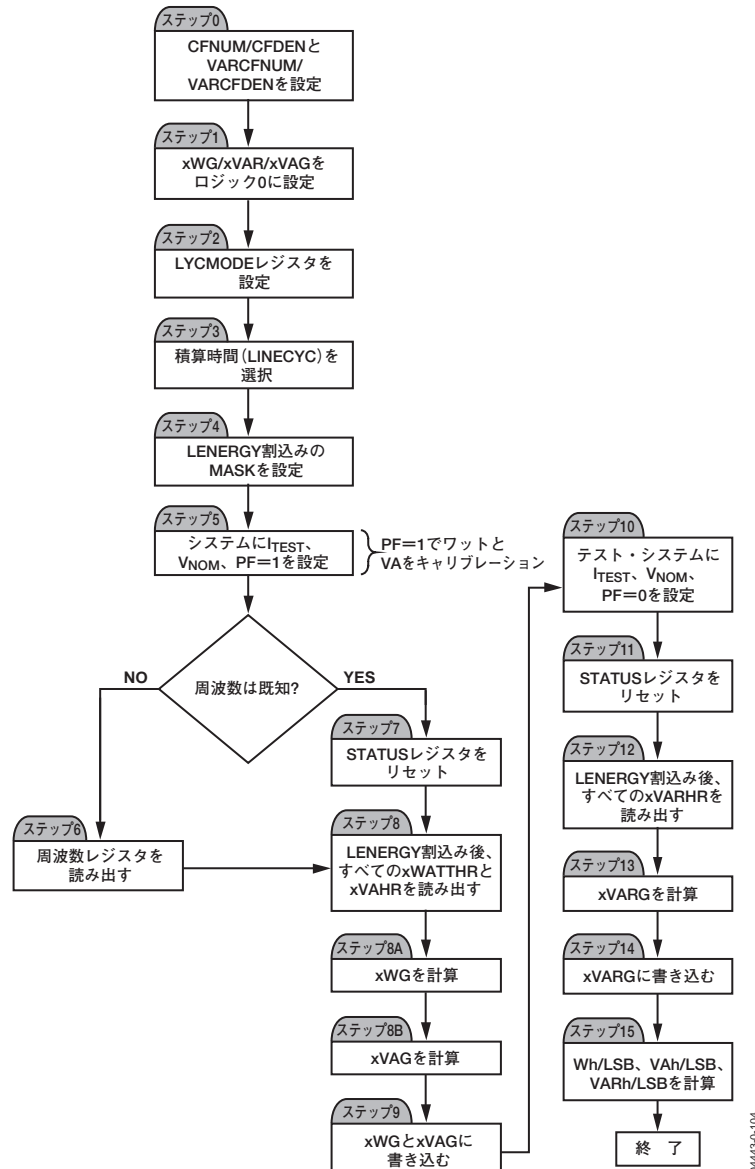 ステップ0
CFNUM/CFDENと
VARCFNUM/
VARCFDENを設定
ステップ1
xWG/xVAR/xVAGを
ロジック0に設定
ステップ2
LYCMODEレジスタを
設定
ステップ3
積算時間(LINECYC)を
選択
ステップ4
LENERGY割込みの
MASKを設定
ステップ5
システムにITEST、
VNOM、PF=1を設定
PF=1でワットと
VAをキャリブレーション
周波数は既知?
NO
YES
ステップ6
周波数レジスタを
読み出す
ステップ7
STATUSレジスタを
リセット
ステップ8
LENERGY割込み後、
すべてのxWATTHRと
xVAHRを読み出す
ステップ8A
xWGを計算
ステップ8B
xVAGを計算
ステップ9
xWGとxVAGに
書き込む
ステップ10
テスト・システムに
ITEST、VNOM、
PF=0を設定
ステップ11
STATUSレジスタを
リセット
ステップ12
LENERGY割込み後、
すべてのxVARHRを
読み出す
ステップ13
xVARGを計算
ステップ14
xVARGに書き込む
ステップ15
Wh/LSB、VAh/LSB、
VARh/LSBを計算
終 了
04443-0-104